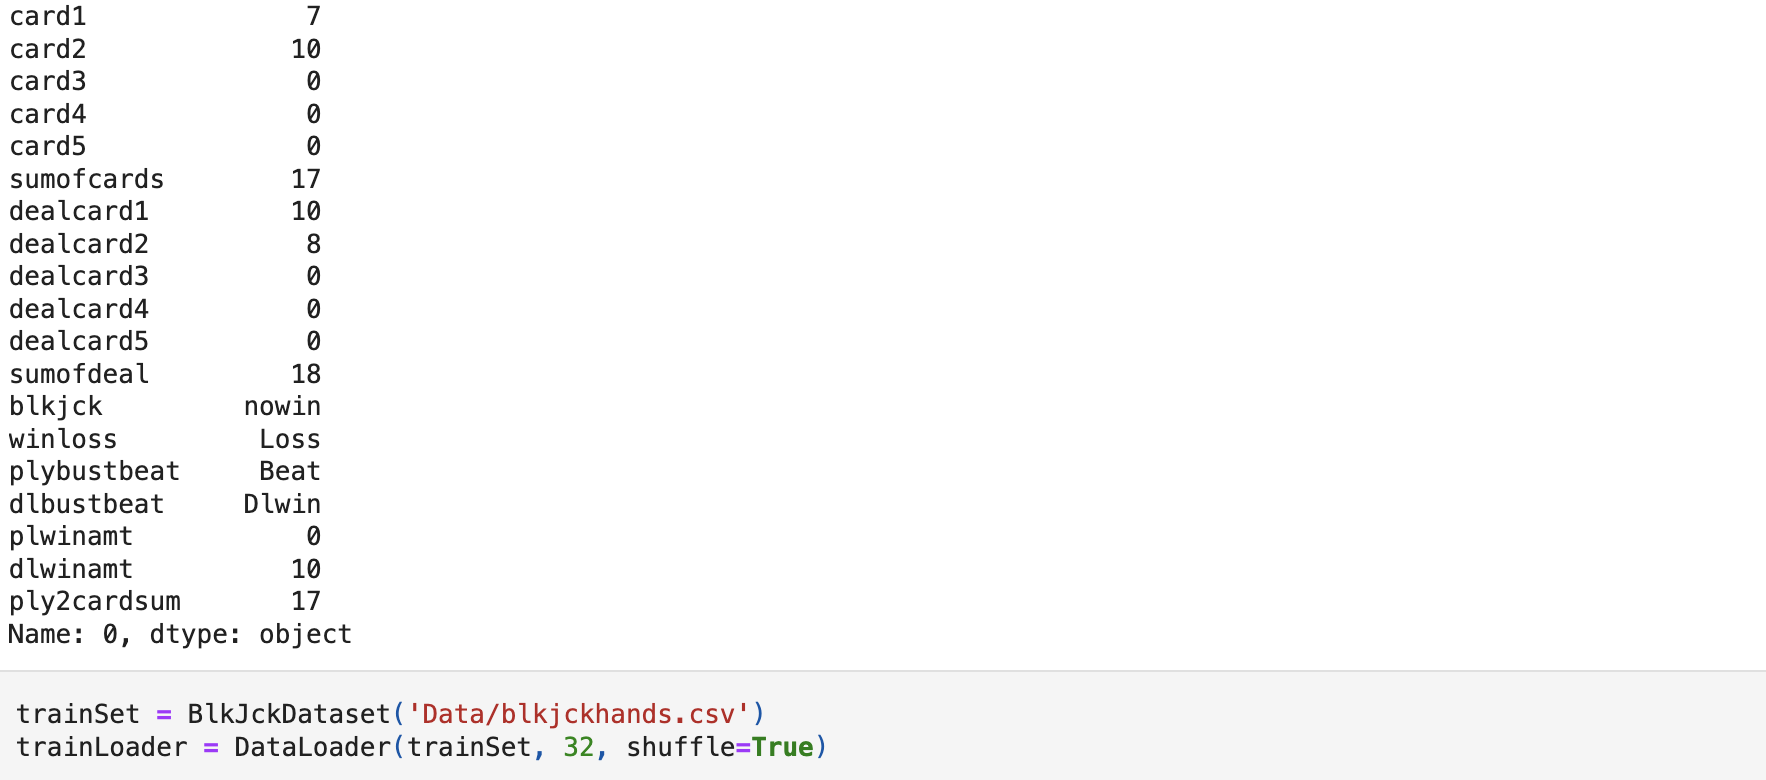 card1 7
card2 10
card3 0
card4 0
card5 0
sumofcards 17
dealcard1 10
dealcard2 8
dealcard3 0
dealcard4 0
dealcard5 0
sumofdeal 18
blkjck nowin
winloss Loss
plybustbeat Beat
dlbustbeat Dlwin
plwinamt 0
dlwinamt 10
ply2cardsum 17
Name: 0, dtype: object
trainSet = BlkJckDataset('Data/blkjckhands.csv')
trainLoader = DataLoader(trainSet, 32, shuffle=True)